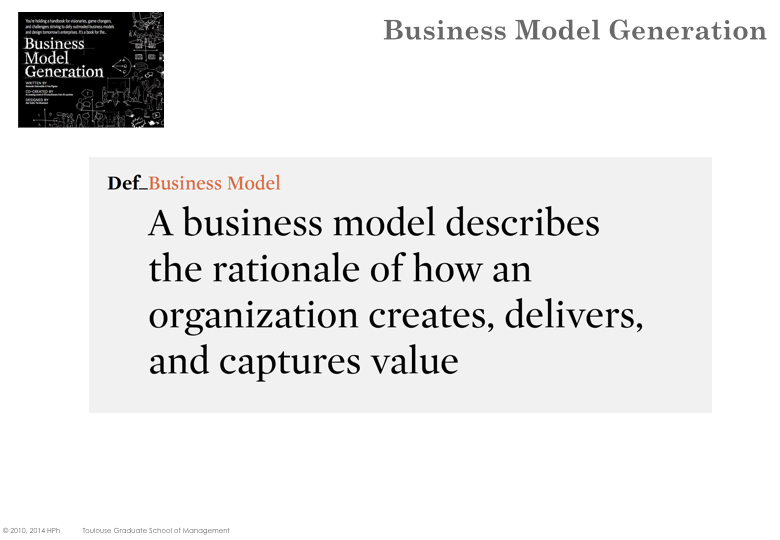 Business Model Generation
You're holding a handbook for visionaries, game changers,
and challengers striving to defy outmoded business models
and design tomorrow's enterprises. It's a book for the...
Business
Model
Generation
WRITTEN BY
CO-CREATED BY
DESIGNED BY
Def_Business Model
A business model describes
the rationale of how an
organization creates, delivers,
and captures value
© 2010, 2014 HPh Toulouse Graduate School of Management